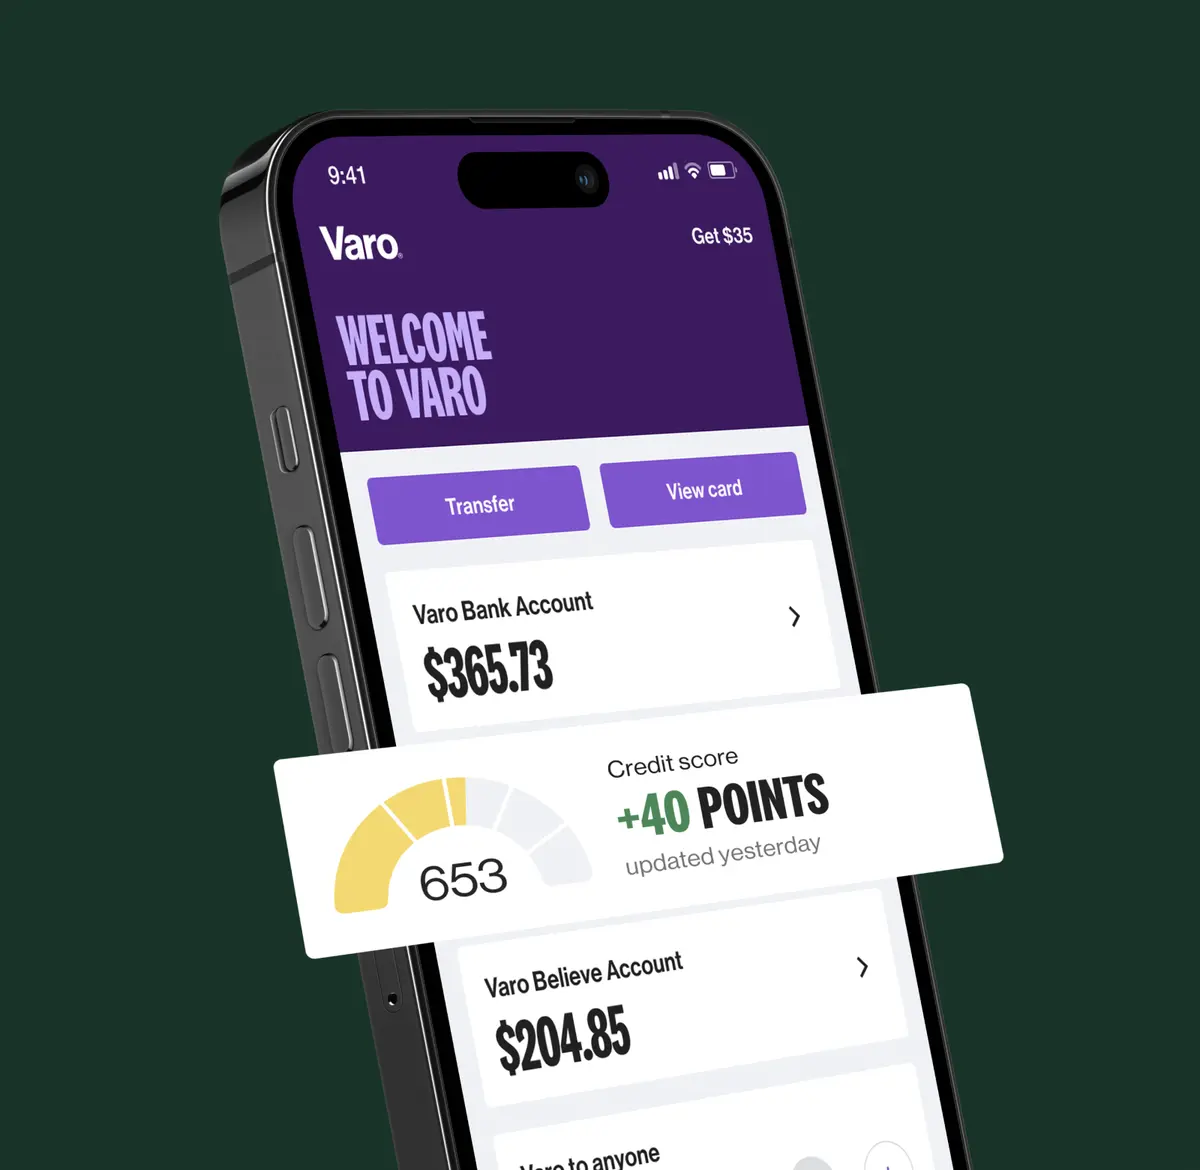 9:41
Varo
Get $35
WELCOME
TO VARO
Transfer
View card
Varo Bank Account
$365.73
Credit score
+40 POINTS
updated yesterday
653
Varo Believe Account
$204.85
Varo to anyone